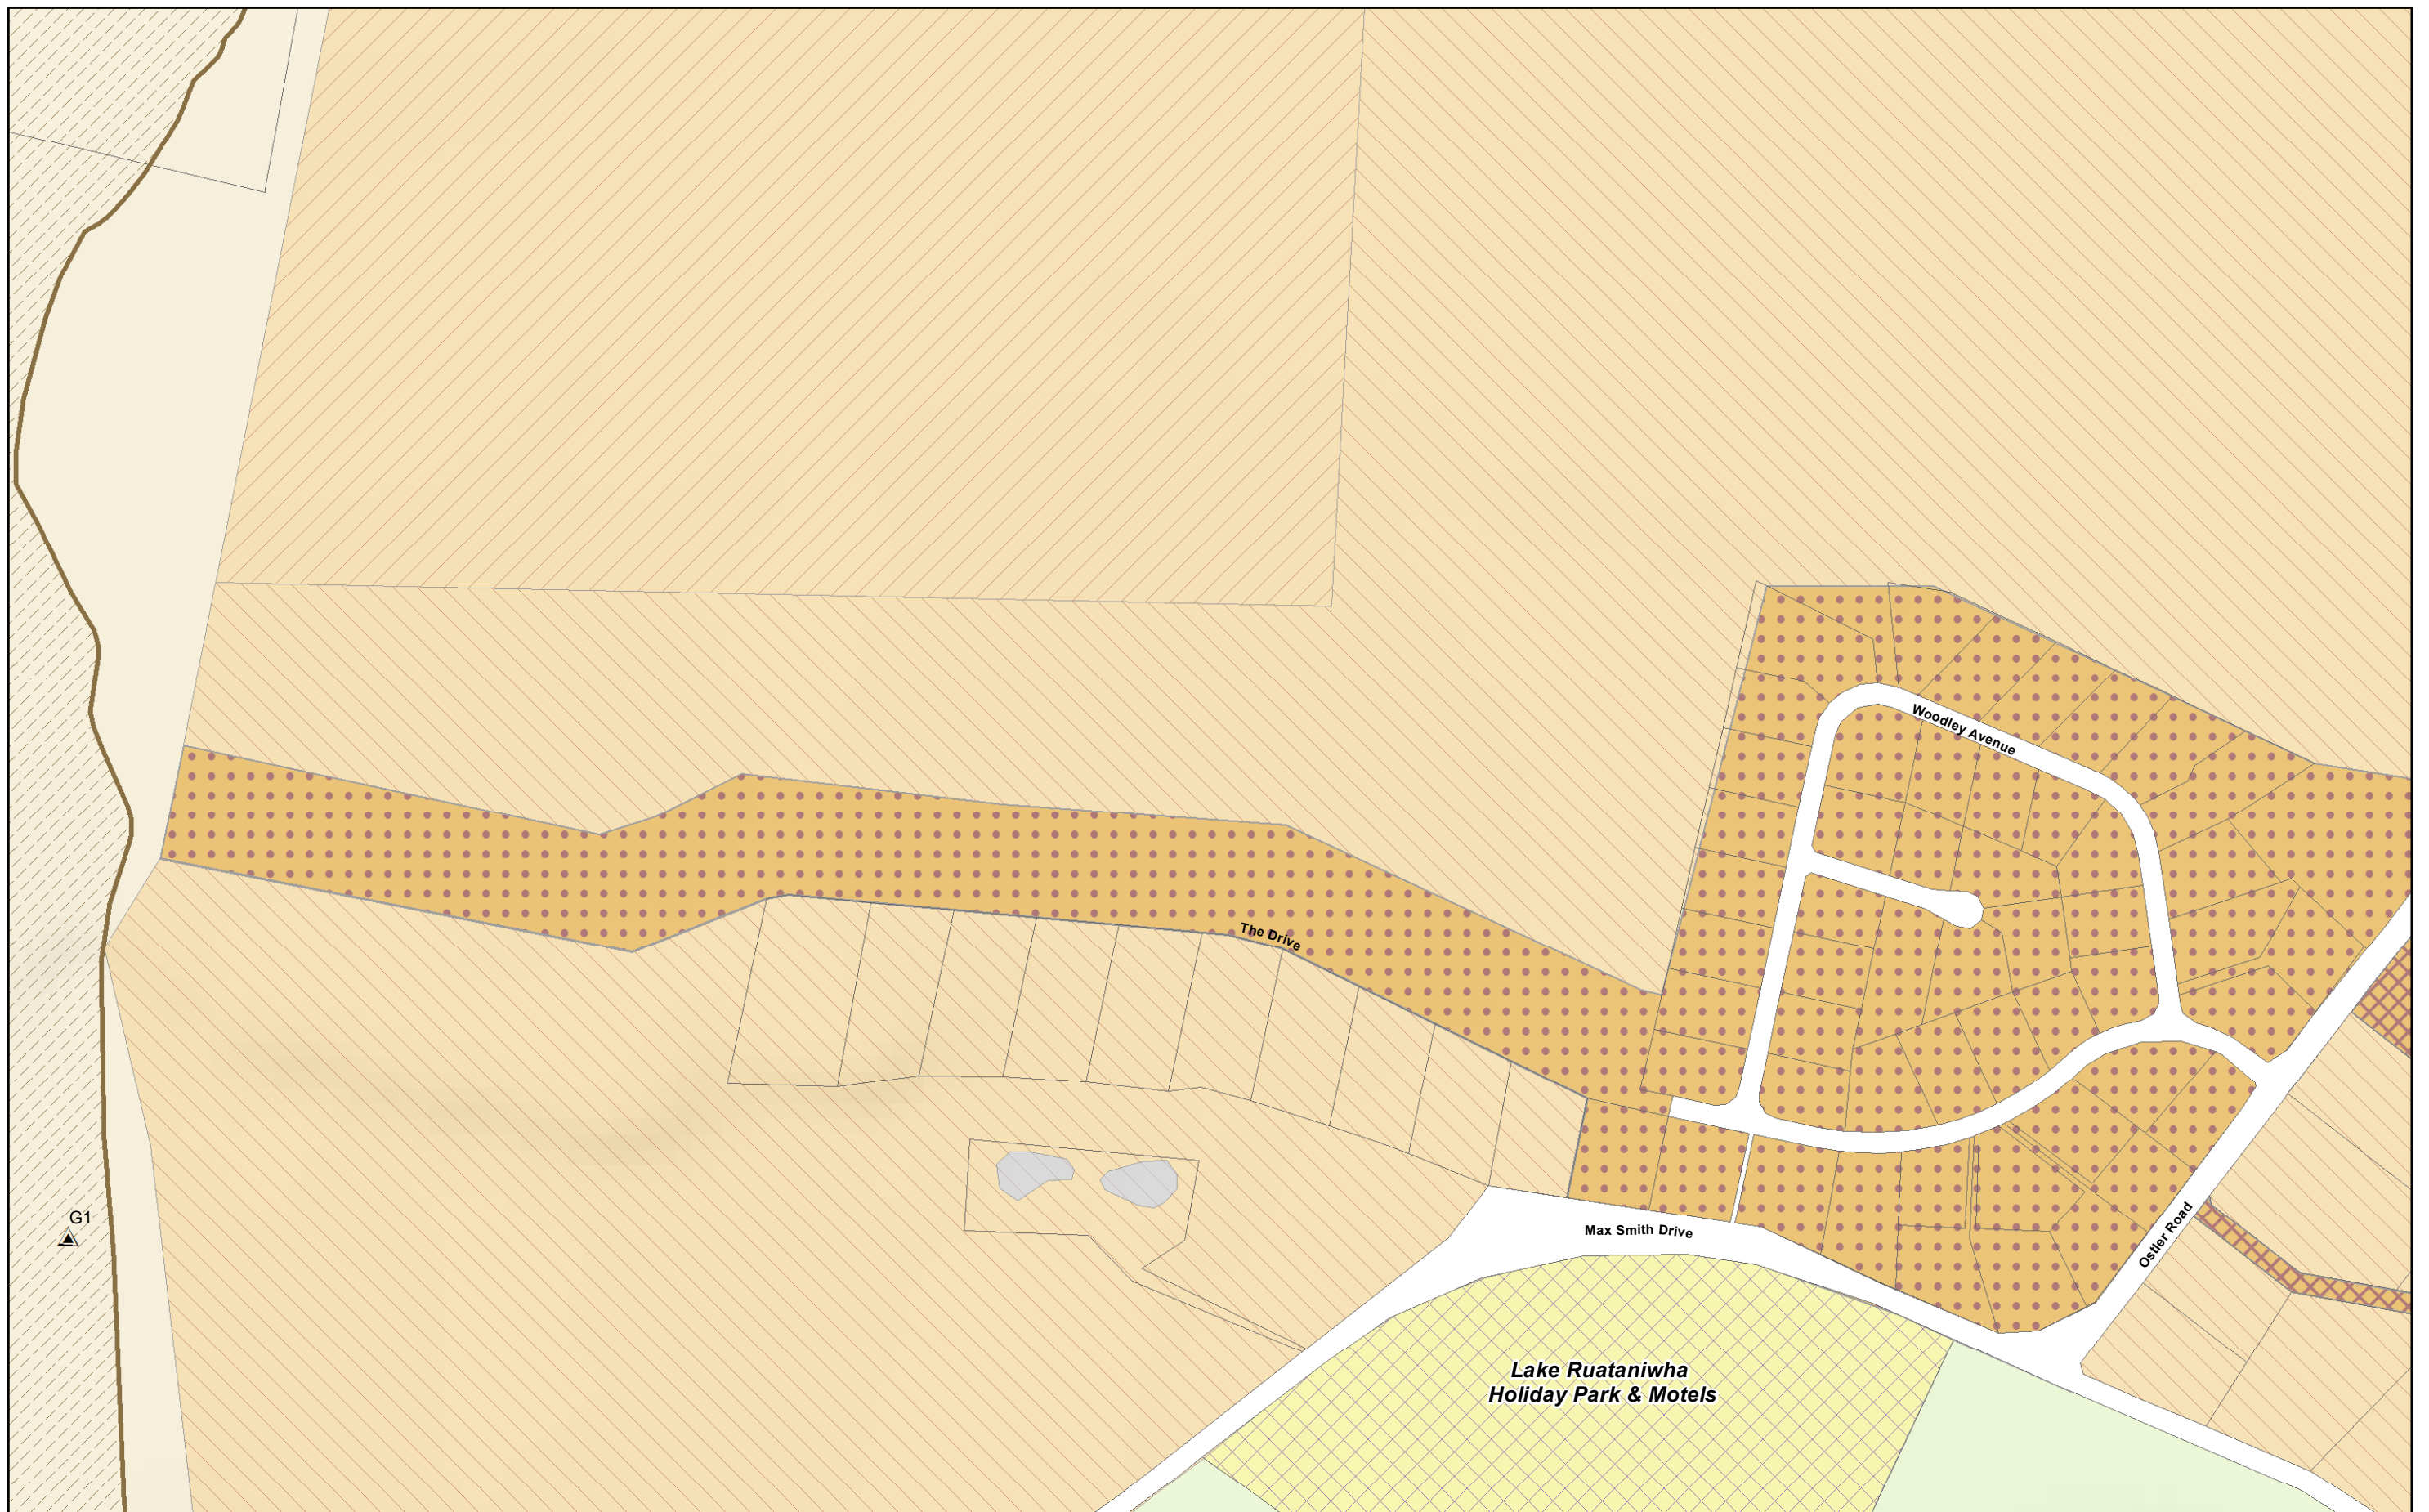 Woodley Avenue
The Drive
G1
Ostler Road
Max Smith Drive
Lake Ruataniwha
Holiday Park & Motels